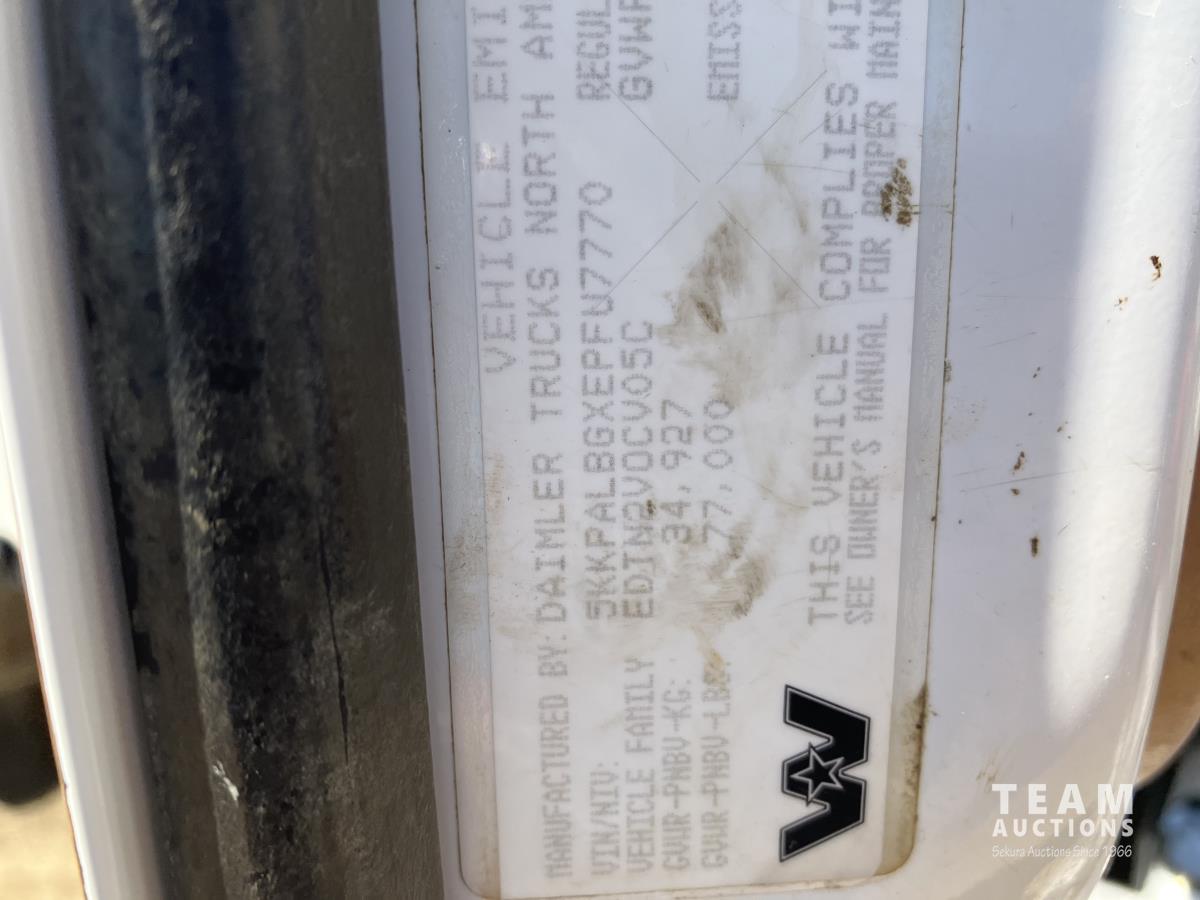 VEHICLE EMI
MANUFACTURED BY: DAIMLER TRUCKS NORTH AM
VIN/NIV: 5KKPALBGXEPFW7770 REGUL
VEHICLE FAMILY EDIN2VOCV05C GVWR
GVWR-PNBV-KG: 34,927
GVWR-PNBV-LBS: 77,000 EMISS
THIS VEHICLE COMPLIES WI
SEE OWNER'S MANUAL FOR PROPER MAIN
TEAM
AUCTIONS
Sekura Auctions Since 1966